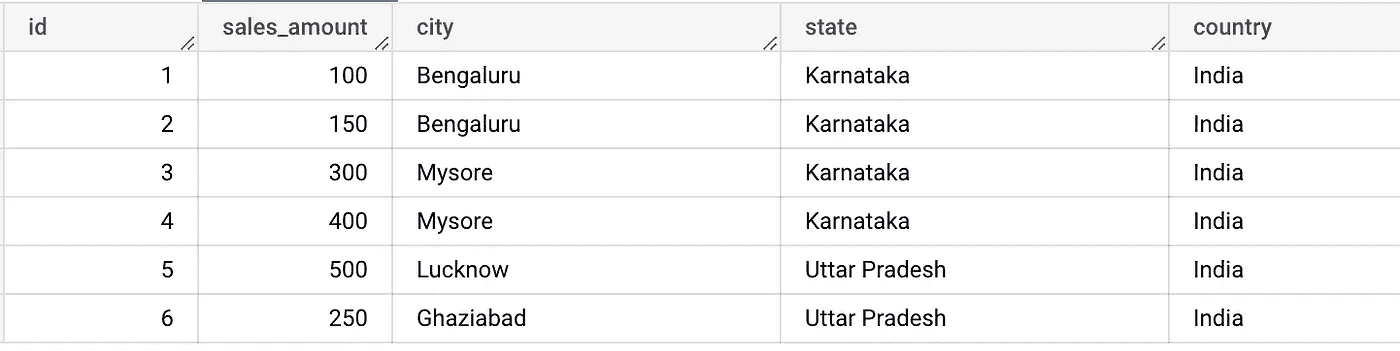 id sales_amount city state country
1 100 Bengaluru Karnataka India
2 150 Bengaluru Karnataka India
3 300 Mysore Karnataka India
4 400 Mysore Karnataka India
5 500 Lucknow Uttar Pradesh India
6 250 Ghaziabad Uttar Pradesh India